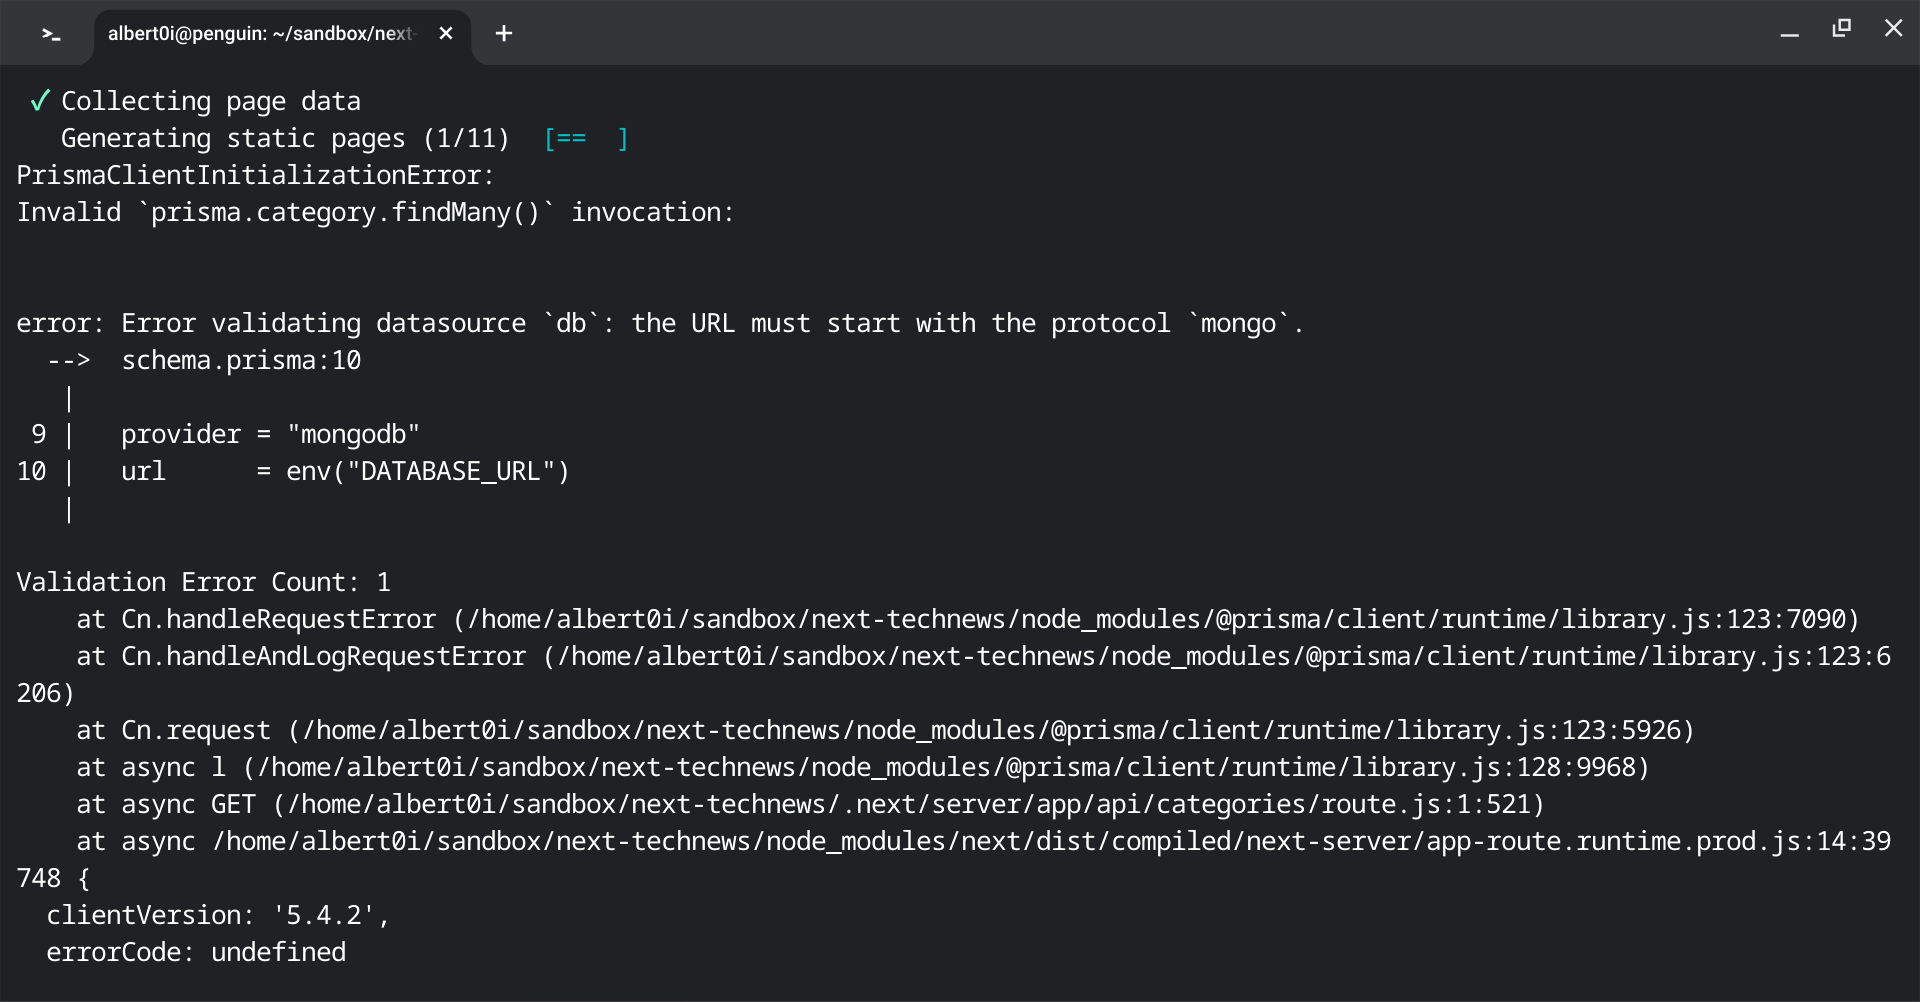 albert0i@penguin: ~/sandbox/next-
✓ Collecting page data
Generating static pages (1/11) [== ]
PrismaClientInitializationError:
Invalid `prisma.category.findMany()` invocation:
error: Error validating datasource `db`: the URL must start with the protocol `mongo`.
--> schema.prisma:10
|
9 | provider = "mongodb"
10 | url = env("DATABASE_URL")
|
Validation Error Count: 1
at Cn.handleRequestError (/home/albert0i/sandbox/next-technews/node_modules/@prisma/client/runtime/library.js:123:7090)
at Cn.handleAndLogRequestError (/home/albert0i/sandbox/next-technews/node_modules/@prisma/client/runtime/library.js:123:6
206)
at Cn.request (/home/albert0i/sandbox/next-technews/node_modules/@prisma/client/runtime/library.js:123:5926)
at async l (/home/albert0i/sandbox/next-technews/node_modules/@prisma/client/runtime/library.js:128:9968)
at async GET (/home/albert0i/sandbox/next-technews/.next/server/app/api/categories/route.js:1:521)
at async /home/albert0i/sandbox/next-technews/node_modules/next/dist/compiled/next-server/app-route.runtime.prod.js:14:39
748 {
clientVersion: '5.4.2',
errorCode: undefined